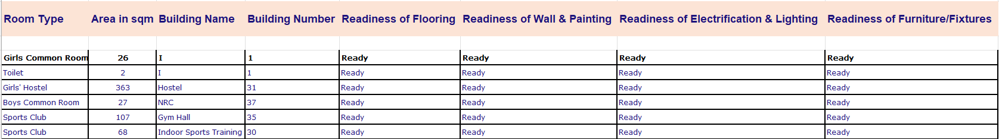 Room Type Area in sqm Building Name Building Number Readiness of Flooring Readiness of Wall & Painting Readiness of Electrification & Lighting Readiness of Furniture/Fixtures
Girls Common Room 26 I 1 Ready Ready Ready Ready
Toilet 2 I 1 Ready Ready Ready Ready
Girls' Hostel 363 Hostel 31 Ready Ready Ready Ready
Boys Common Room 27 NRC 37 Ready Ready Ready Ready
Sports Club 107 Gym Hall 35 Ready Ready Ready Ready
Sports Club 68 Indoor Sports Training 30 Ready Ready Ready Ready